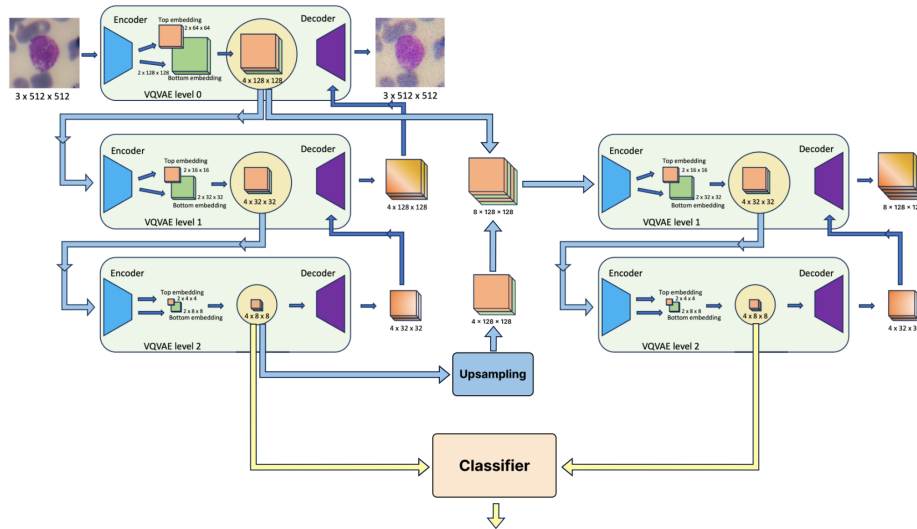 Encoder
Decoder
Top embedding
2 x 64 x 64
2 x 128 x 128
Bottom embedding
4 x 128 x 128
VQVAE level 0
3 x 512 x 512
3 x 512 x 512
Encoder
Decoder
Top embedding
2 x 16 x 16
2 x 32 x 32
Bottom embedding
4 x 32 x 32
VQVAE level 1
4 x 128 x 128
8 × 128 × 128
Encoder
Decoder
Top embedding
2 x 16 x 16
2 x 32 x 32
Bottom embedding
4 x 32 x 32
VQVAE level 1
8 × 128 × 12
Encoder
Decoder
Top embedding
2 x 4 x 4
2 x 8 x 8
Bottom embedding
4 x 8 x 8
VQVAE level 2
4 x 32 x 32
4 × 128 × 128
Upsampling
Encoder
Decoder
Top embedding
2 x 4 x 4
2 x 8 x 8
Bottom embedding
4 x 8 x 8
VQVAE level 2
4 x 32 x 3
Classifier